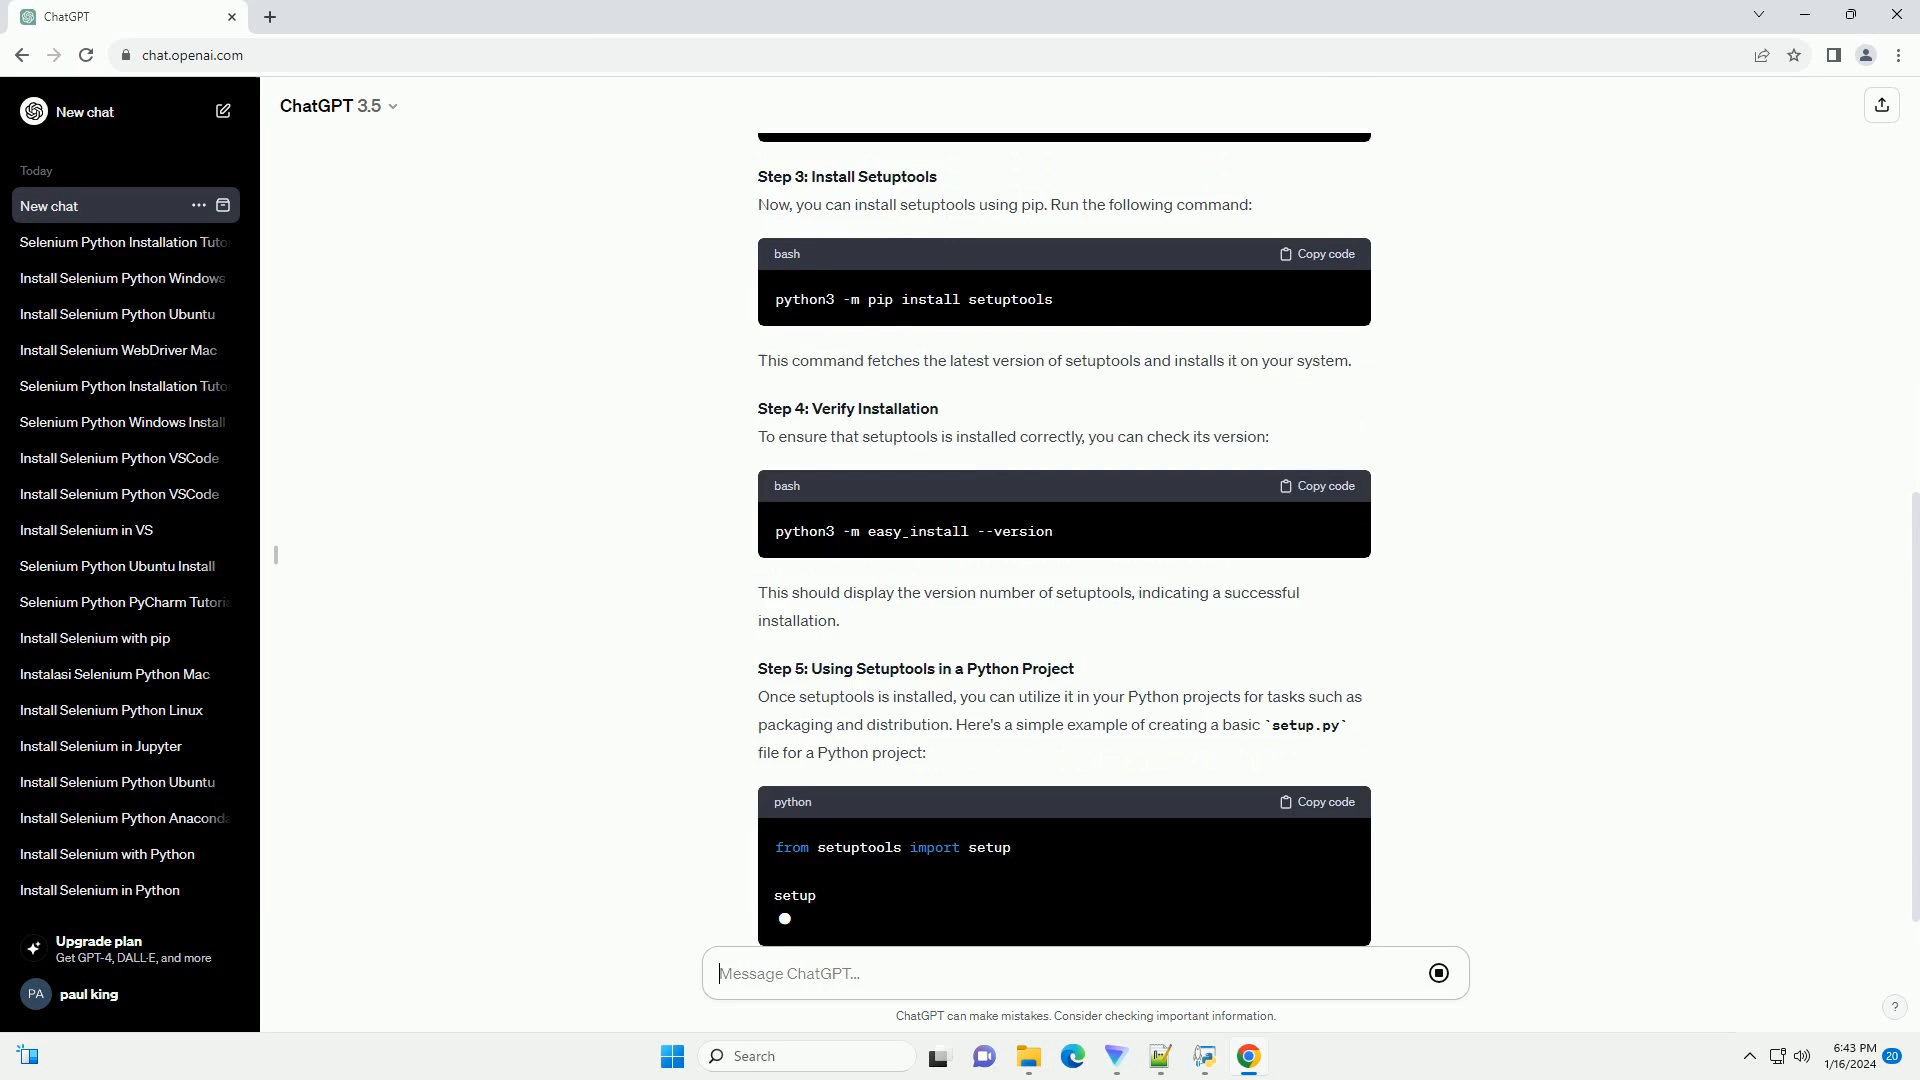 ChatGPT
chat.openai.com
New chat
ChatGPT 3.5
Today
New chat
Selenium Python Installation Tuto
Install Selenium Python Windows
Install Selenium Python Ubuntu
Install Selenium WebDriver Mac
Selenium Python Installation Tuto
Selenium Python Windows Install
Install Selenium Python VSCode
Install Selenium Python VSCode
Install Selenium in VS
Selenium Python Ubuntu Install
Selenium Python PyCharm Tutoria
Install Selenium with pip
Instalasi Selenium Python Mac
Install Selenium Python Linux
Install Selenium in Jupyter
Install Selenium Python Ubuntu
Install Selenium Python Anaconda
Install Selenium with Python
Install Selenium in Python
Upgrade plan
Get GPT-4, DALL·E, and more
PA paul king
Step 3: Install Setuptools
Now, you can install setuptools using pip. Run the following command:
bash Copy code
python3 -m pip install setuptools
This command fetches the latest version of setuptools and installs it on your system.
Step 4: Verify Installation
To ensure that setuptools is installed correctly, you can check its version:
bash Copy code
python3 -m easy_install --version
This should display the version number of setuptools, indicating a successful
installation.
Step 5: Using Setuptools in a Python Project
Once setuptools is installed, you can utilize it in your Python projects for tasks such as
packaging and distribution. Here's a simple example of creating a basic `setup.py`
file for a Python project:
python Copy code
from setuptools import setup
setup
Message ChatGPT...
ChatGPT can make mistakes. Consider checking important information.
?
Search
6:43 PM
1/16/2024
20